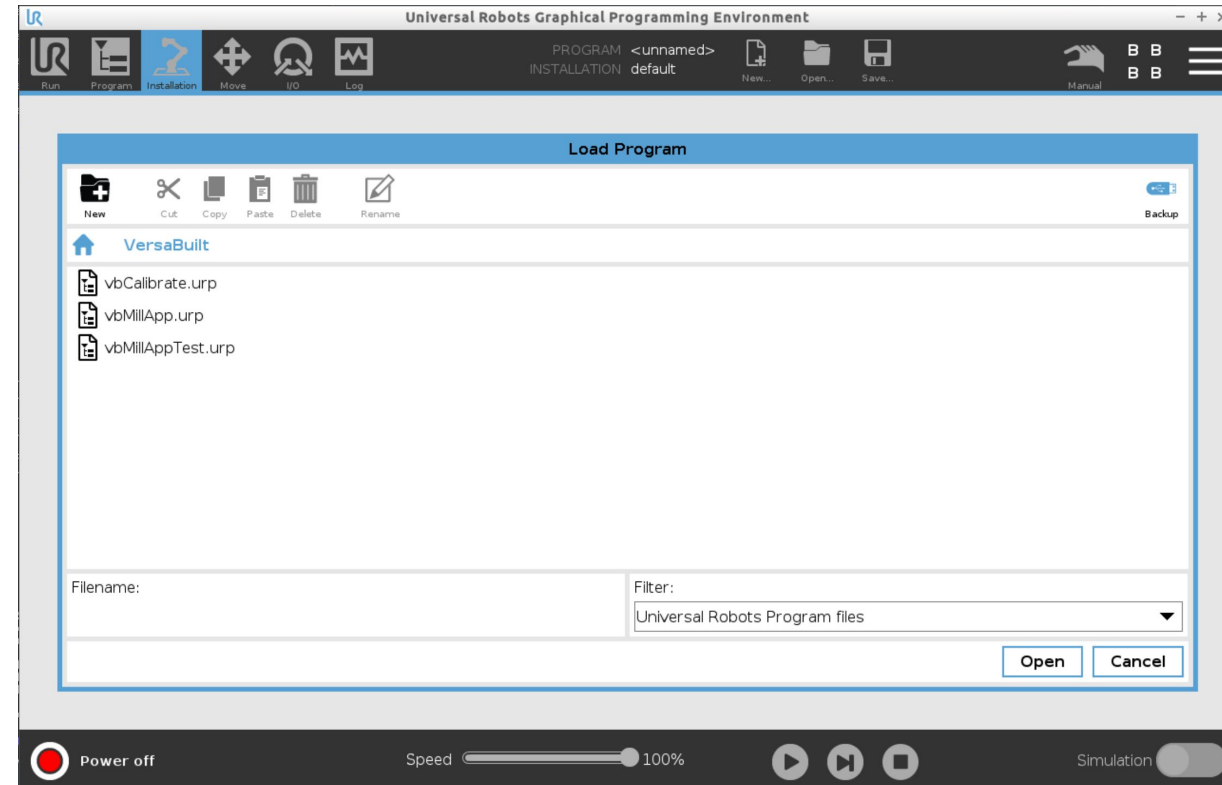 Universal Robots Graphical Programming Environment
Run
Program
Installation
Move
I/O
Log
PROGRAM <unnamed>
INSTALLATION default
New...
Open...
Save...
Manual
B B
B B
Load Program
New
Cut
Copy
Paste
Delete
Rename
Backup
VersaBuilt
vbCalibrate.urp
vbMillApp.urp
vbMillAppTest.urp
Filename:
Filter:
Universal Robots Program files
Open
Cancel
Power off
Speed
100%
Simulation